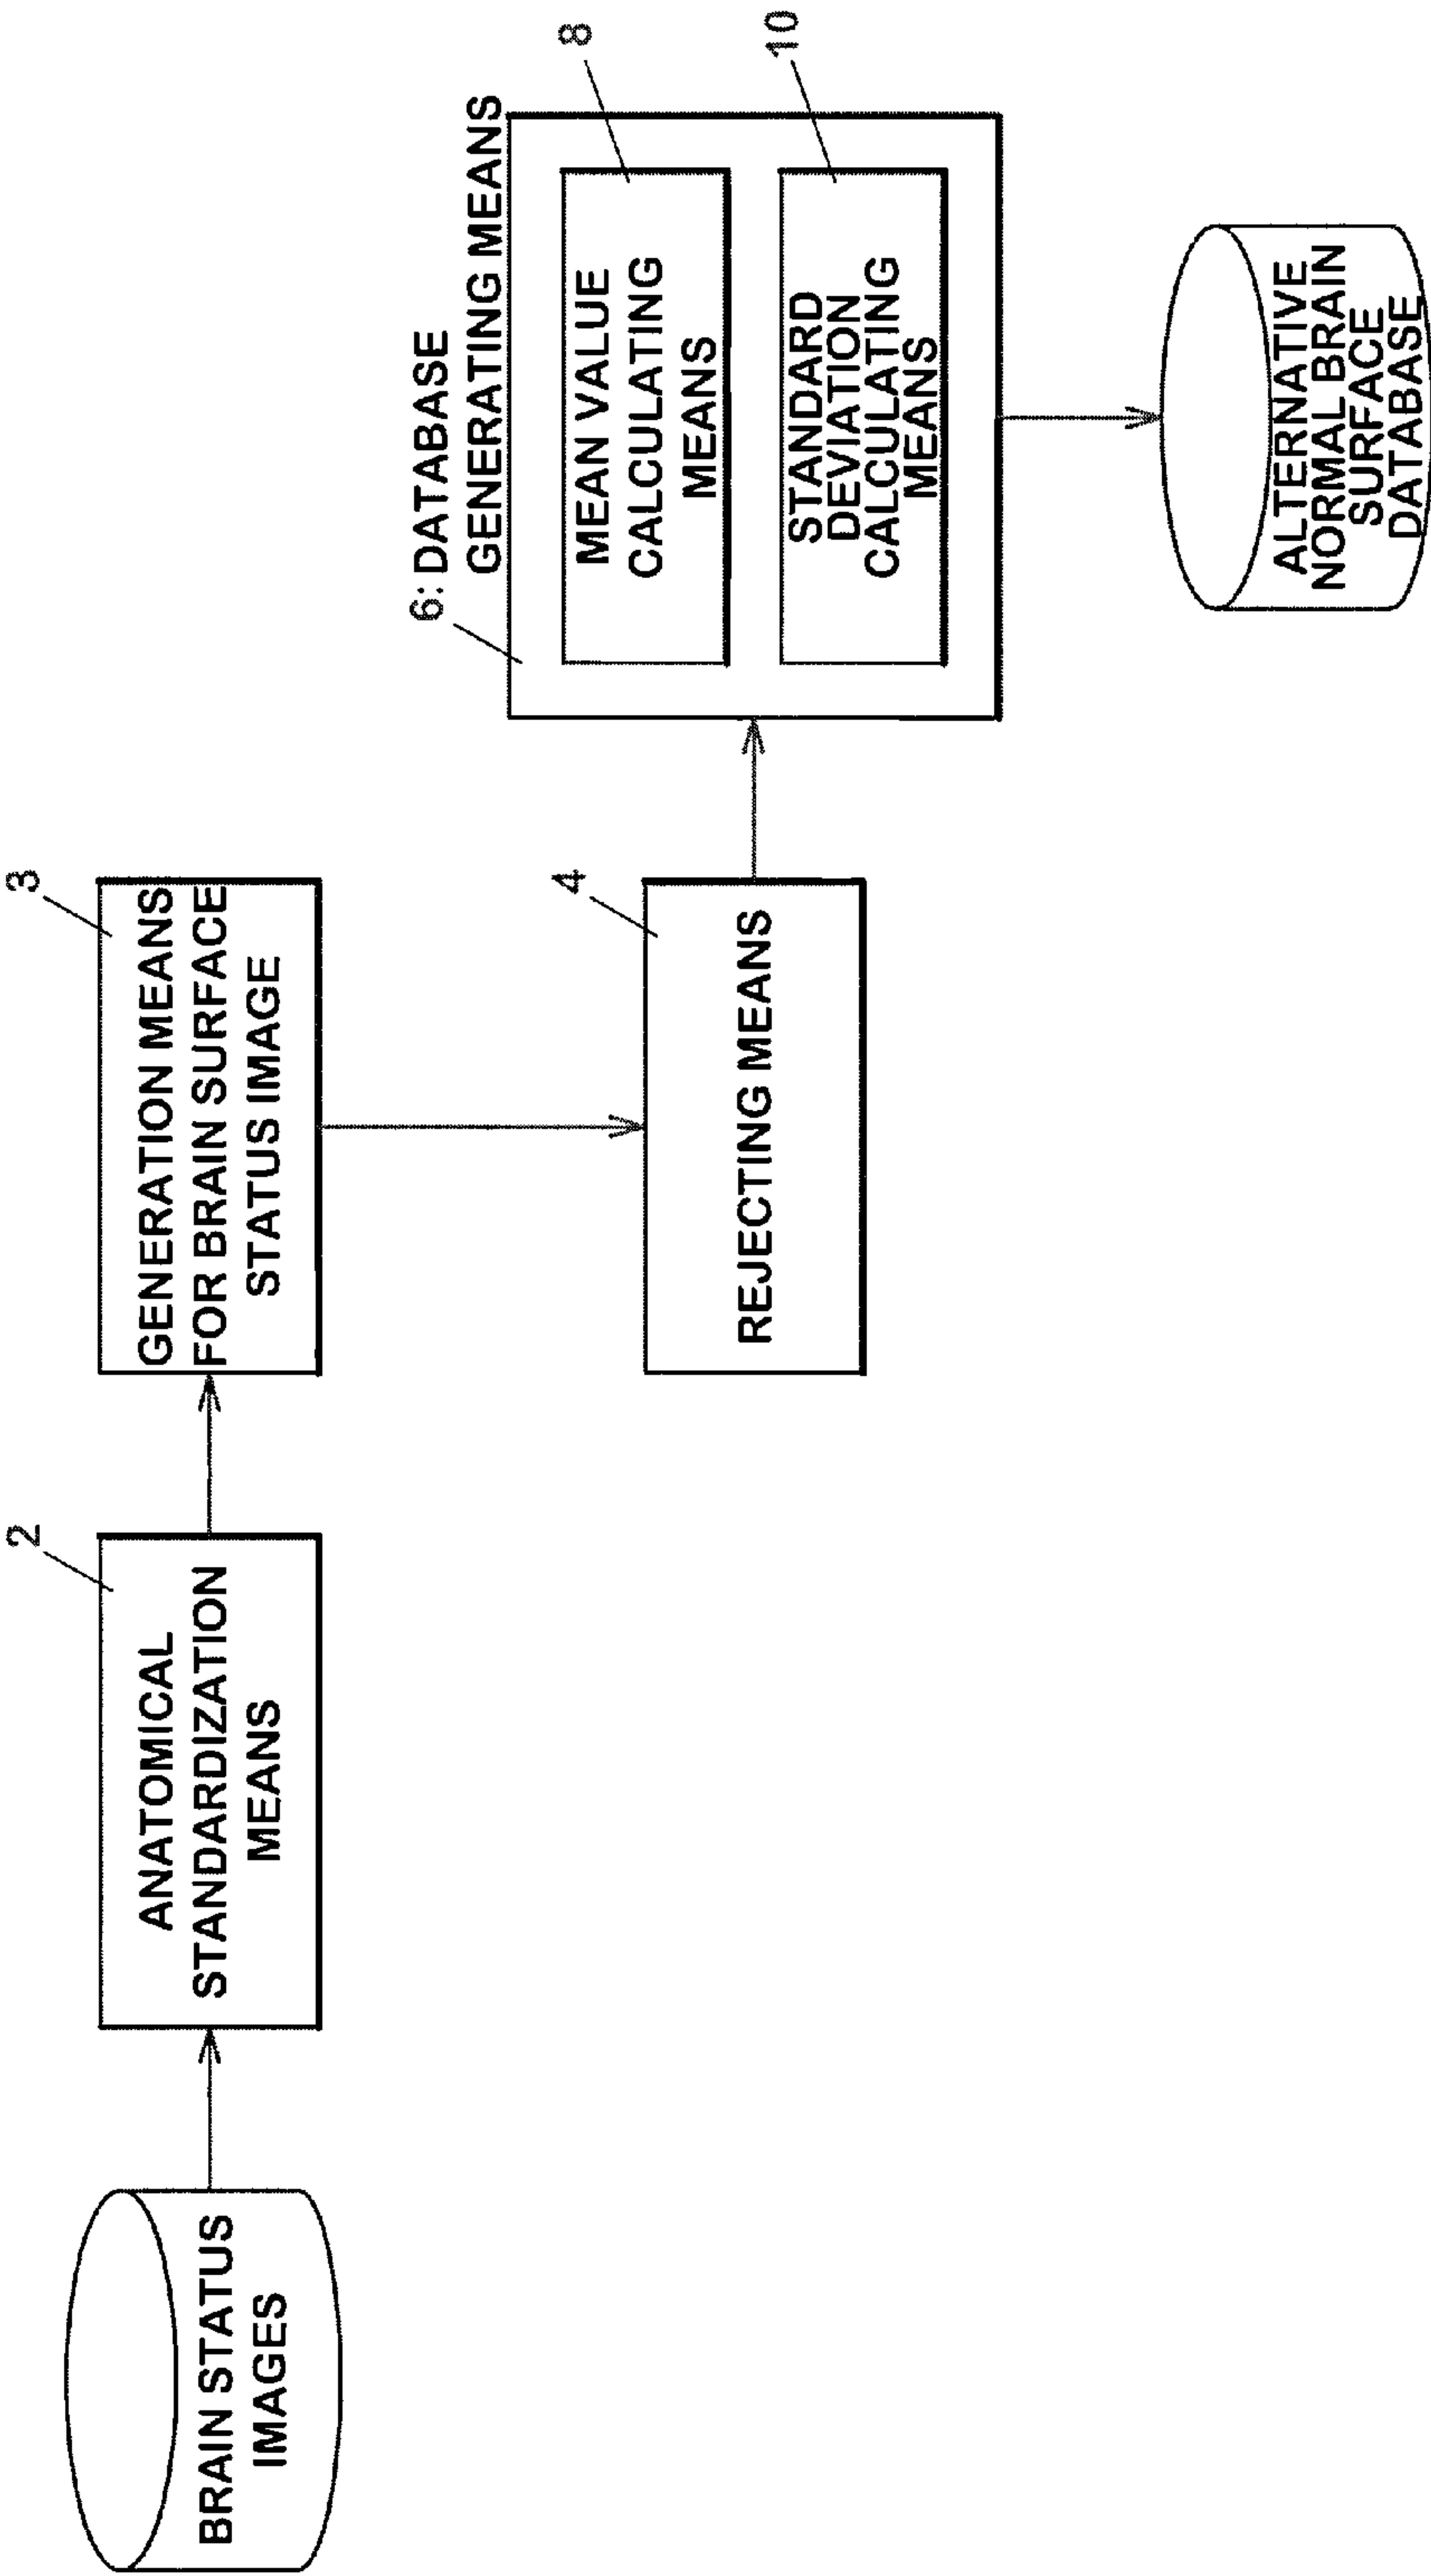 BRAIN STATUS
IMAGES
2
ANATOMICAL
STANDARDIZATION
MEANS
3
GENERATION MEANS
FOR BRAIN SURFACE
STATUS IMAGE
4
REJECTING MEANS
6: DATABASE
GENERATING MEANS
8
MEAN VALUE
CALCULATING
MEANS
10
STANDARD
DEVIATION
CALCULATING
MEANS
ALTERNATIVE
NORMAL BRAIN
SURFACE
DATABASE